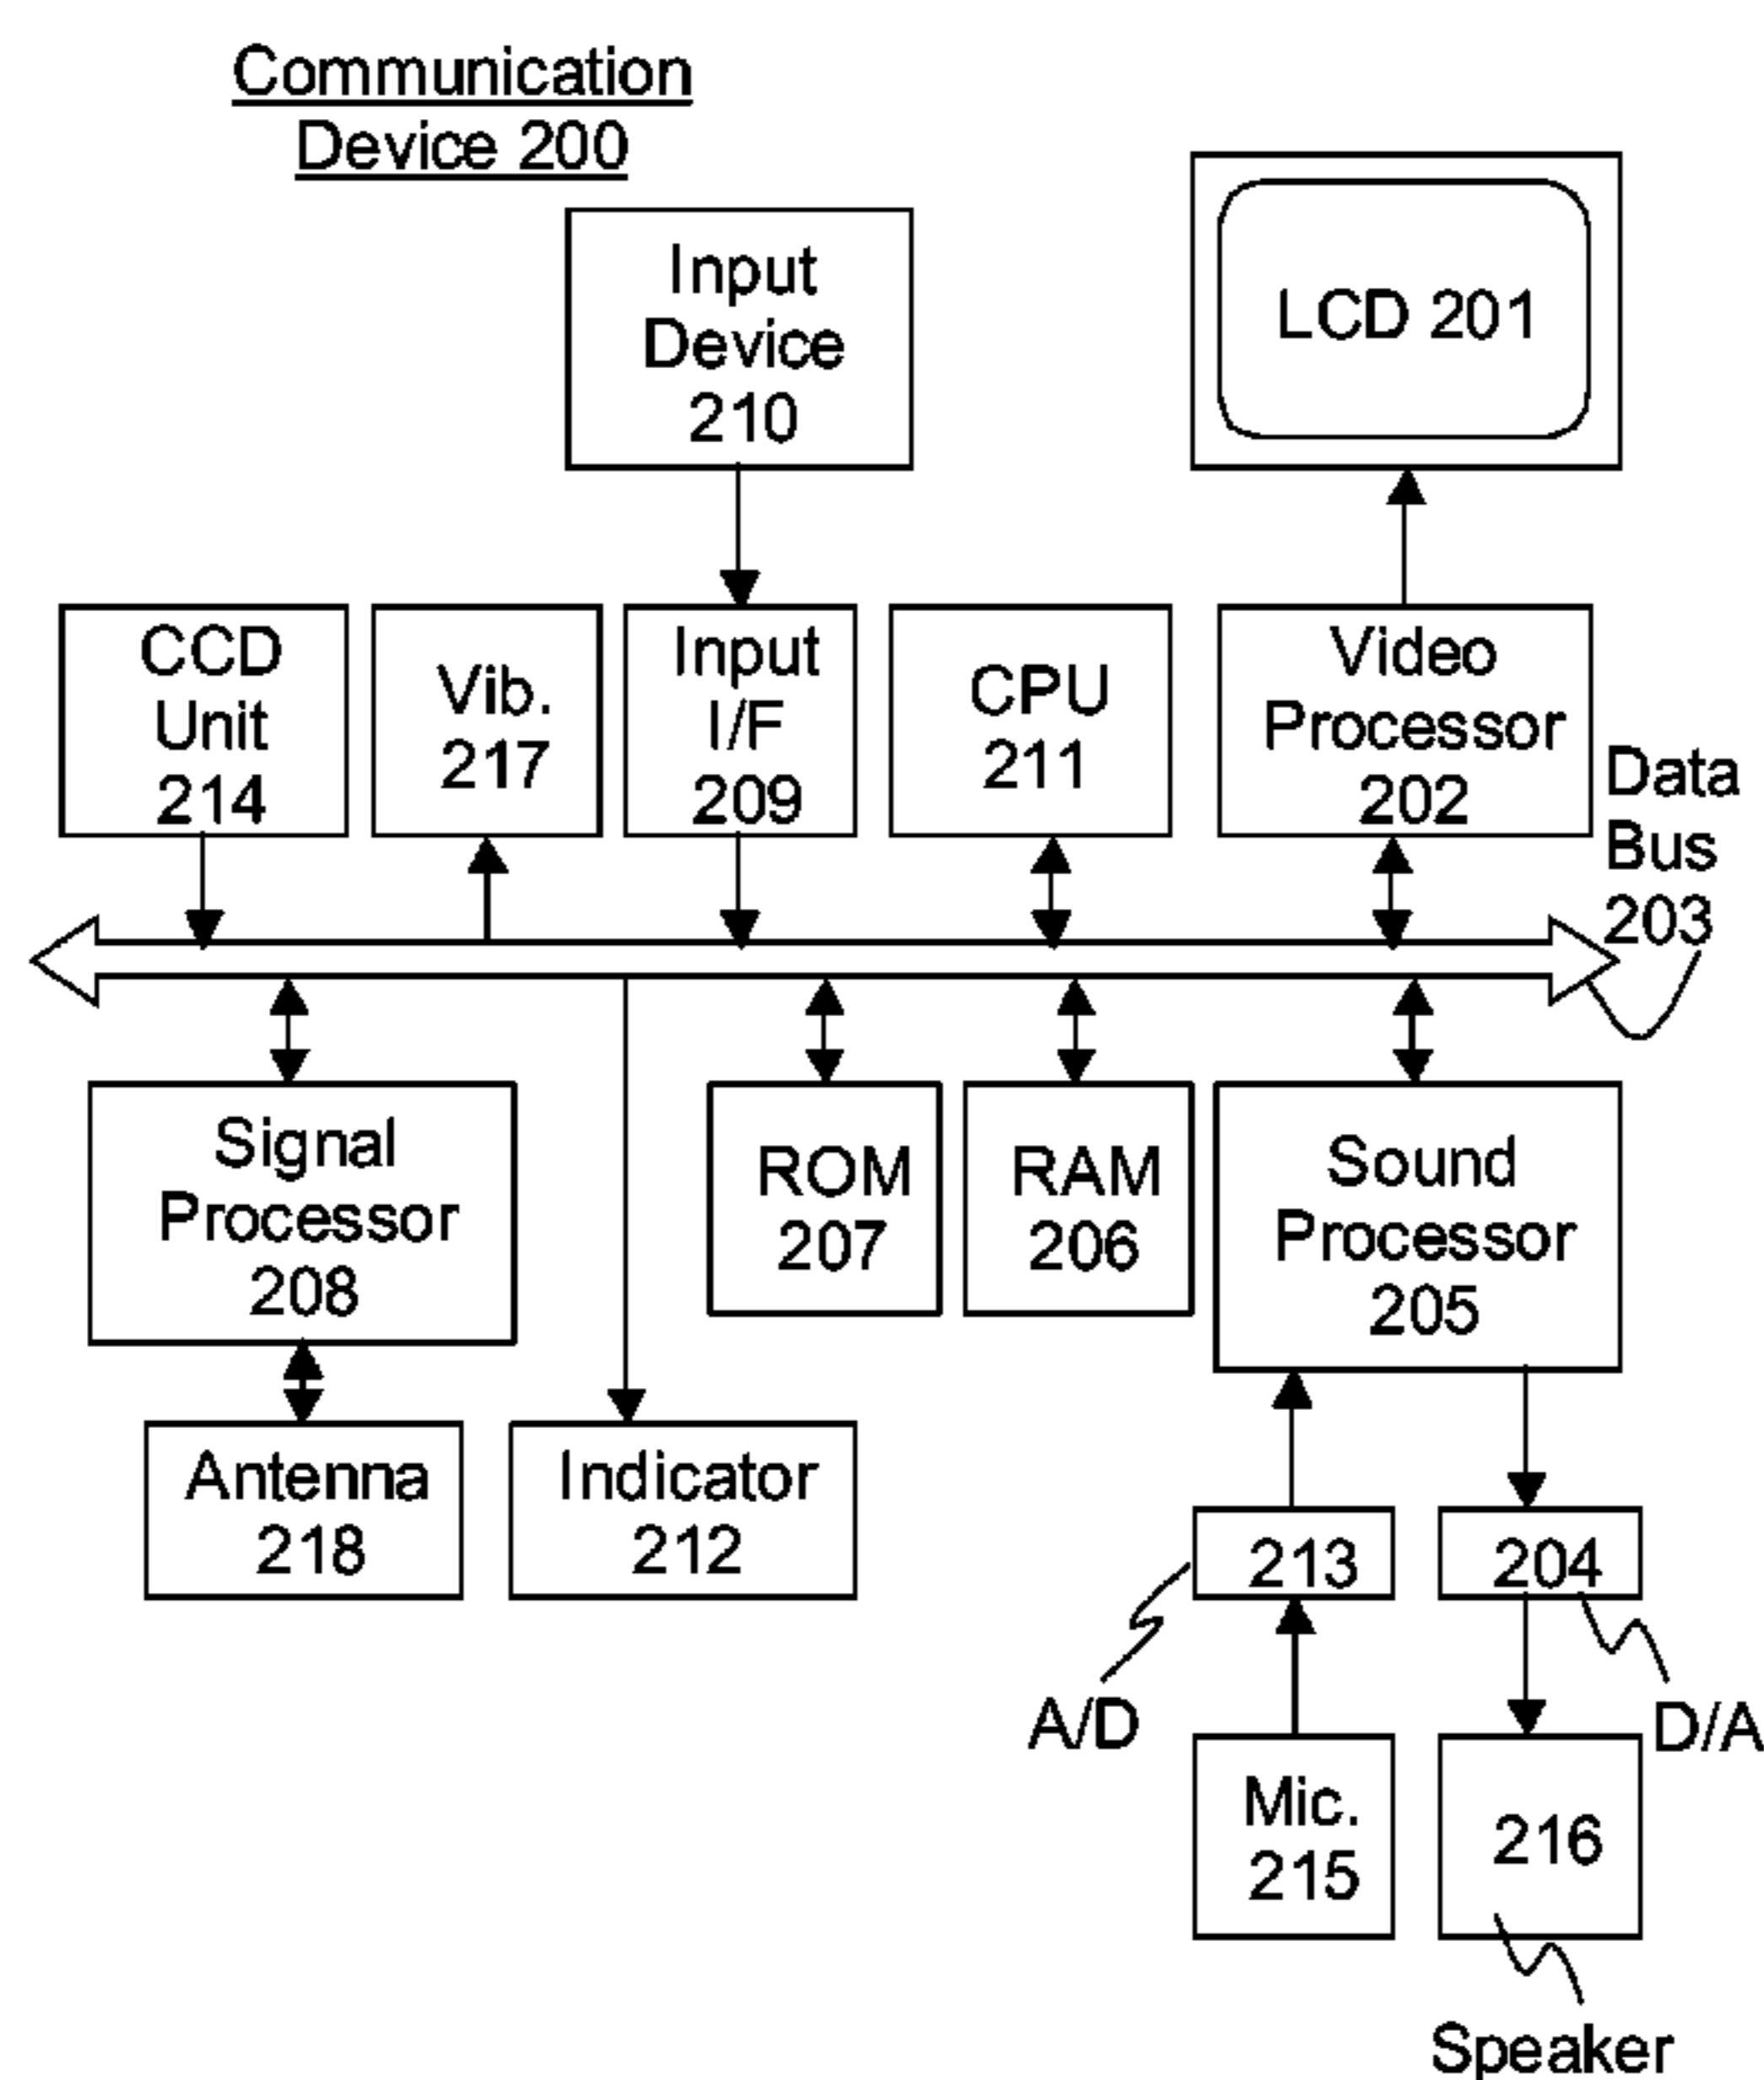 Communication
Device 200
Input
Device
210
LCD 201
CCD
Unit
214
Vib.
217
Input
I/F
209
CPU
211
Video
Processor
202
Data
Bus
203
Signal
Processor
208
ROM
207
RAM
206
Sound
Processor
205
Antenna
218
Indicator
212
213
204
A/D
D/A
Mic.
215
216
Speaker